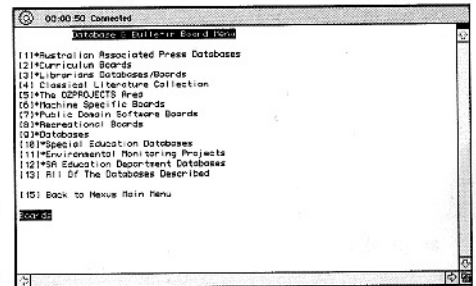 00:00:50 Connected
Database & Bulletin Board Menu
[1]*Australian Associated Press Databases
[2]*Curriculum Boards
[3]*Librarians Databases/Boards
[4] Classical Literature Collection
[5]*The OZPROJECTS Area
[6]*Machine Specific Boards
[7]*Public Domain Software Boards
[8]*Recreational Boards
[9]*Databases
[10]*Special Education Databases
[11]*Environmental Monitoring Projects
[12]*SA Education Department Databases
[13] All Of The Databases Described
[15] Back to Nexus Main Menu
Boards